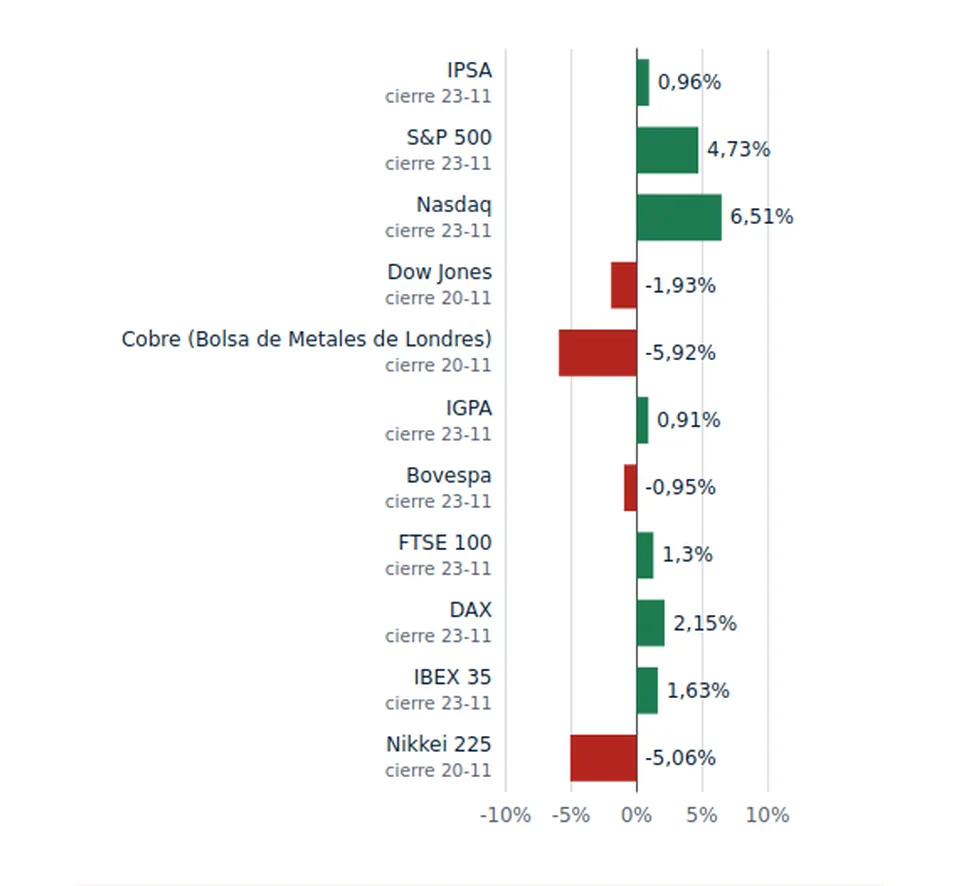 IPSA
cierre 23-11
0,96%
S&P 500
cierre 23-11
4,73%
Nasdaq
cierre 23-11
6,51%
Dow Jones
cierre 20-11
-1,93%
Cobre (Bolsa de Metales de Londres)
cierre 20-11
-5,92%
IGPA
cierre 23-11
0,91%
Bovespa
cierre 23-11
-0,95%
FTSE 100
cierre 23-11
1,3%
DAX
cierre 23-11
2,15%
IBEX 35
cierre 23-11
1,63%
Nikkei 225
cierre 20-11
-5,06%
-10% -5% 0% 5% 10%